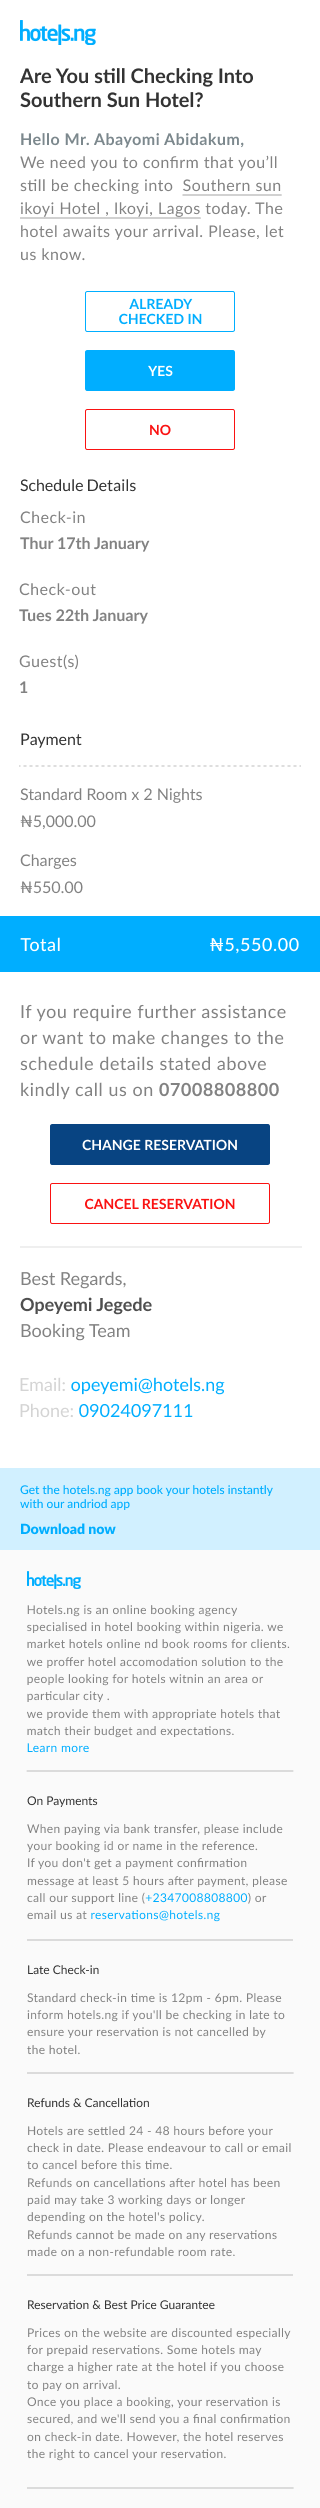 hotels.ng
Are You still Checking Into
Southern Sun Hotel?
Hello Mr. Abayomi Abidakum,
We need you to confirm that you'll
still be checking into Southern sun
ikoyi Hotel , Ikoyi, Lagos today. The
hotel awaits your arrival. Please, let
us know.
ALREADY
CHECKED IN
YES
NO
Schedule Details
Check-in
Thur 17th January
Check-out
Tues 22th January
Guest(s)
1
Payment
Standard Room x 2 Nights
₦5,000.00
Charges
₦550.00
Total ₦5,550.00
If you require further assistance
or want to make changes to the
schedule details stated above
kindly call us on 07008808800
CHANGE RESERVATION
CANCEL RESERVATION
Best Regards,
Opeyemi Jegede
Booking Team
Email: opeyemi@hotels.ng
Phone: 09024097111
Get the hotels.ng app book your hotels instantly
with our andriod app
Download now
hotels.ng
Hotels.ng is an online booking agency
specialised in hotel booking within nigeria. we
market hotels online nd book rooms for clients.
we proffer hotel accomodation solution to the
people looking for hotels witnin an area or
particular city .
we provide them with appropriate hotels that
match their budget and expectations.
Learn more
On Payments
When paying via bank transfer, please include
your booking id or name in the reference.
If you don't get a payment confirmation
message at least 5 hours after payment, please
call our support line (+2347008808800) or
email us at reservations@hotels.ng
Late Check-in
Standard check-in time is 12pm - 6pm. Please
inform hotels.ng if you'll be checking in late to
ensure your reservation is not cancelled by
the hotel.
Refunds & Cancellation
Hotels are settled 24 - 48 hours before your
check in date. Please endeavour to call or email
to cancel before this time.
Refunds on cancellations after hotel has been
paid may take 3 working days or longer
depending on the hotel's policy.
Refunds cannot be made on any reservations
made on a non-refundable room rate.
Reservation & Best Price Guarantee
Prices on the website are discounted especially
for prepaid reservations. Some hotels may
charge a higher rate at the hotel if you choose
to pay on arrival.
Once you place a booking, your reservation is
secured, and we'll send you a final confirmation
on check-in date. However, the hotel reserves
the right to cancel your reservation.